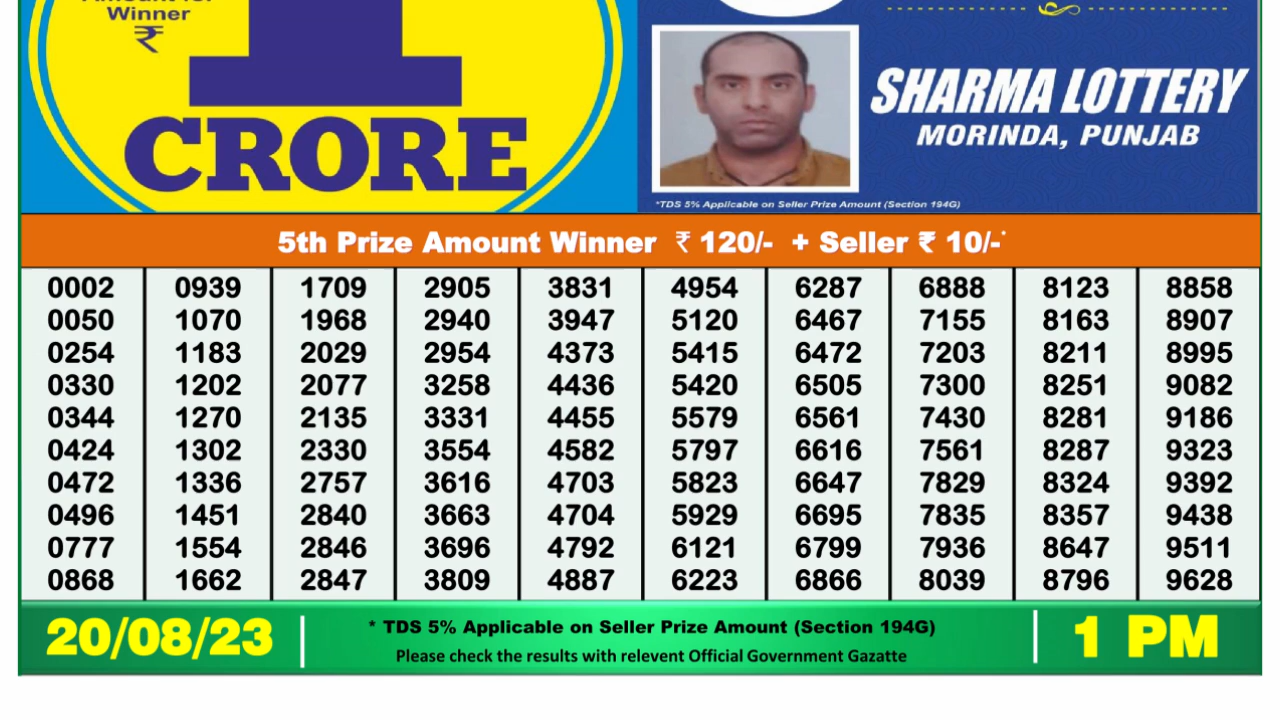 Amount for
Winner
₹
1
CRORE
SHARMA LOTTERY
MORINDA, PUNJAB
*TDS 5% Applicable on Seller Prize Amount (Section 194G)
5th Prize Amount Winner ₹ 120/- + Seller ₹ 10/-*
0002 0939 1709 2905 3831 4954 6287 6888 8123 8858
0050 1070 1968 2940 3947 5120 6467 7155 8163 8907
0254 1183 2029 2954 4373 5415 6472 7203 8211 8995
0330 1202 2077 3258 4436 5420 6505 7300 8251 9082
0344 1270 2135 3331 4455 5579 6561 7430 8281 9186
0424 1302 2330 3554 4582 5797 6616 7561 8287 9323
0472 1336 2757 3616 4703 5823 6647 7829 8324 9392
0496 1451 2840 3663 4704 5929 6695 7835 8357 9438
0777 1554 2846 3696 4792 6121 6799 7936 8647 9511
0868 1662 2847 3809 4887 6223 6866 8039 8796 9628
20/08/23
* TDS 5% Applicable on Seller Prize Amount (Section 194G)
Please check the results with relevent Official Government Gazatte
1 PM